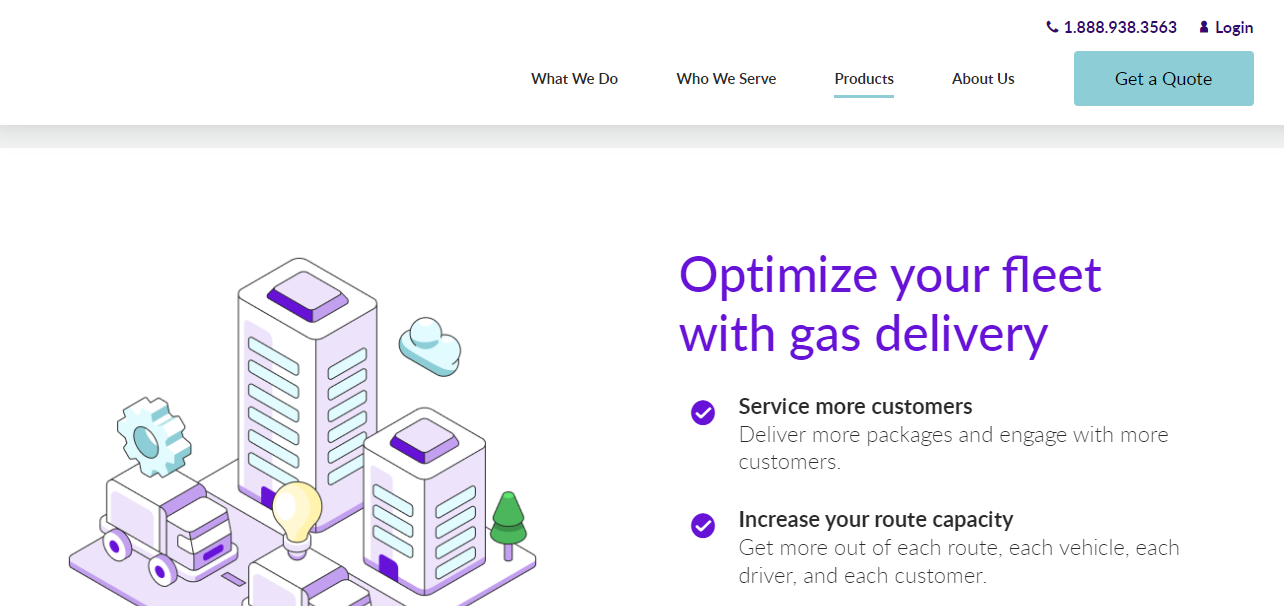 1.888.938.3563 Login
What We Do Who We Serve Products About Us Get a Quote
Optimize your fleet
with gas delivery
Service more customers
Deliver more packages and engage with more
customers.
Increase your route capacity
Get more out of each route, each vehicle, each
driver, and each customer.